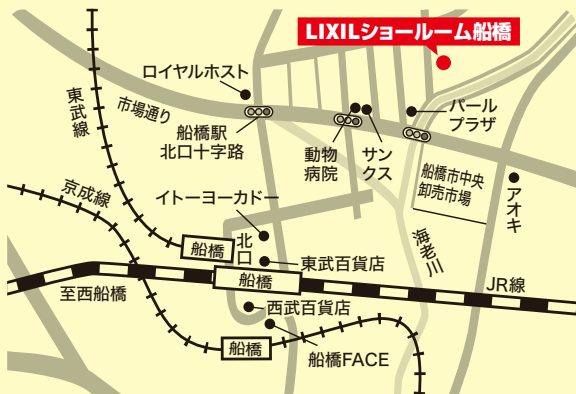 LIXILショールーム船橋
ロイヤルホスト
東武線
市場通り
船橋駅
北口十字路
動物
病院
サン
クス
パール
プラザ
船橋市中央
卸売市場
アオキ
京成線
イトーヨーカドー
北口
船橋
東武百貨店
海老川
船橋
JR線
至西船橋
西武百貨店
船橋
船橋FACE